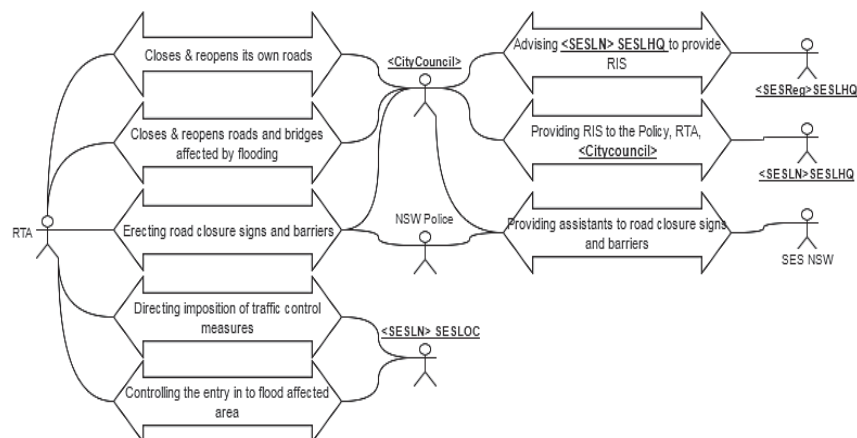 Closes & reopens its own roads
<CityCouncil>
Advising <SESLN> SESLHQ to provide
RIS
<SESReg>SESLHQ
Closes & reopens roads and bridges
affected by flooding
Providing RIS to the Policy, RTA,
<Citycouncil>
<SESLN>SESLHQ
RTA
Erecting road closure signs and barriers
NSW Police
Providing assistants to road closure signs
and barriers
SES NSW
Directing imposition of traffic control
measures
<SESLN> SESLOC
Controlling the entry in to flood affected
area